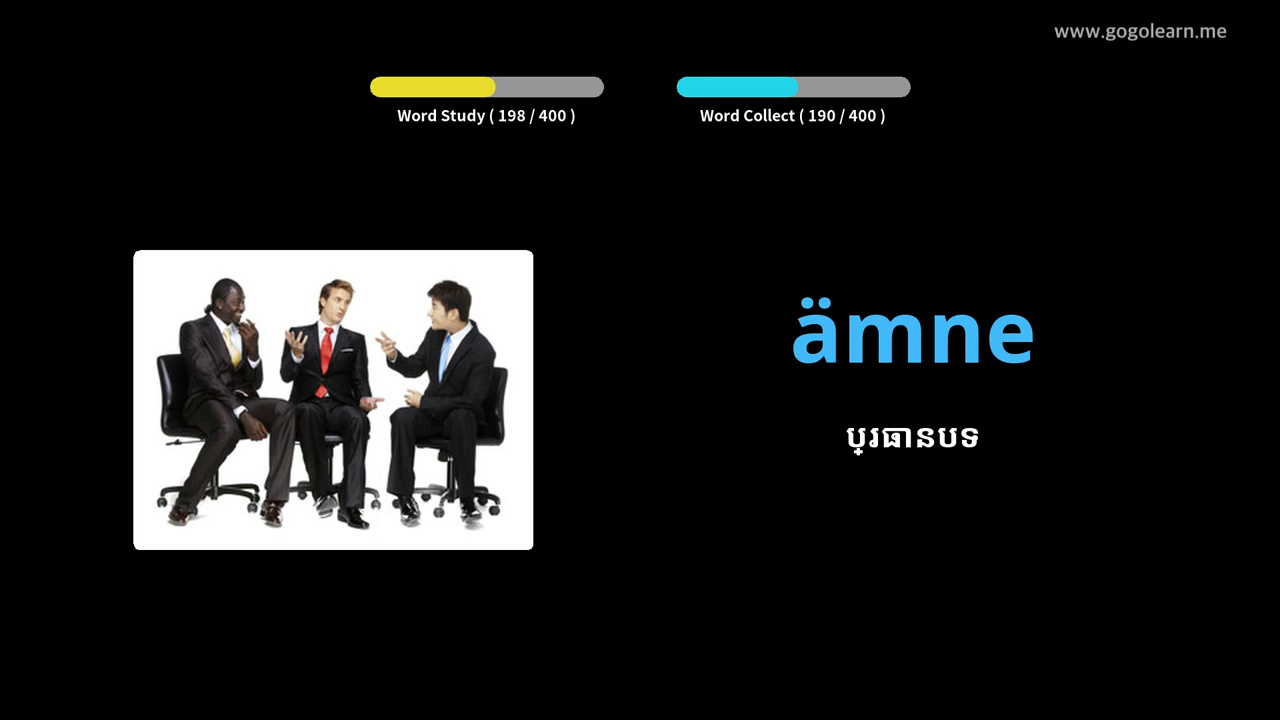 www.gogolearn.me
Word Study ( 198 / 400 )
Word Collect ( 190 / 400 )
ämne
ប្រធានបទ